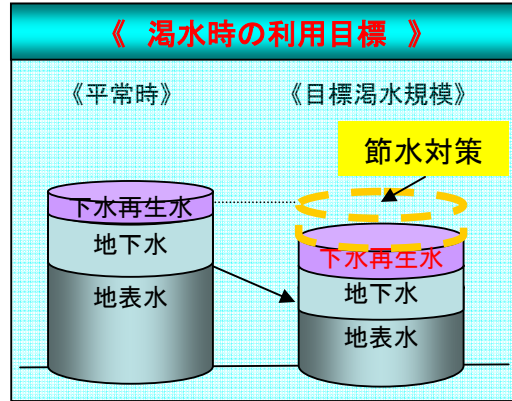 《 渇水時の利用目標 》
《平常時》
《目標渇水規模》
節水対策
下水再生水
地下水
地表水
下水再生水
地下水
地表水